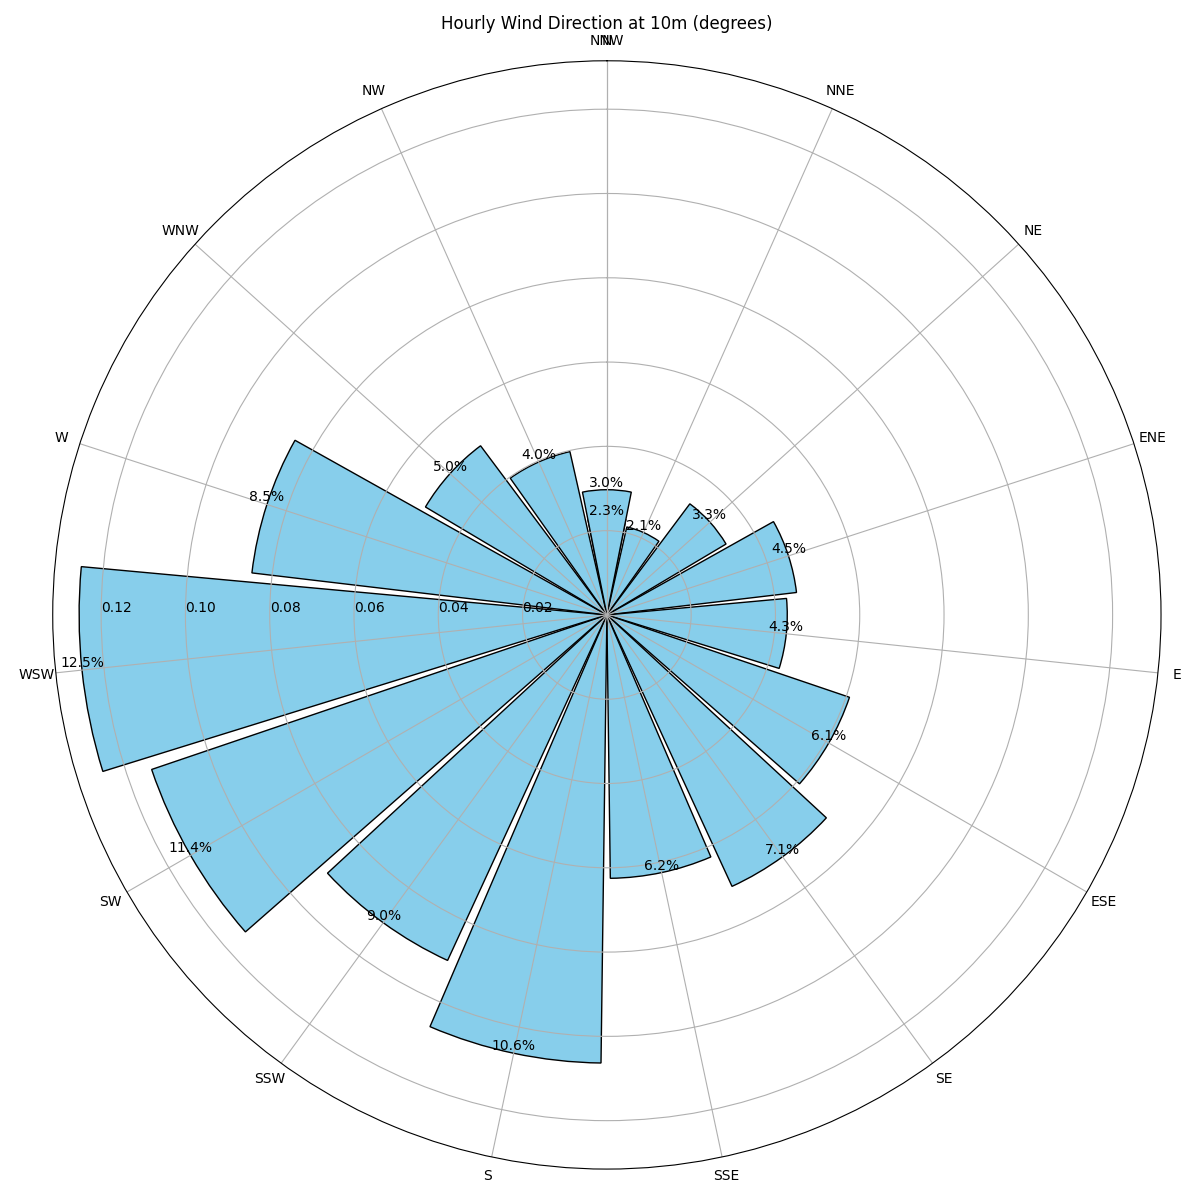 Hourly Wind Direction at 10m (degrees)
N
NNW
NW
NNE
WNW
NE
W
ENE
4.0%
5.0%
3.0%
8.5%
2.3%
3.3%
2.1%
4.5%
0.12
0.10
0.08
0.06
0.04
0.02
4.3%
12.5%
WSW
E
6.1%
11.4%
7.1%
6.2%
SW
ESE
9.0%
10.6%
SSW
SE
S
SSE